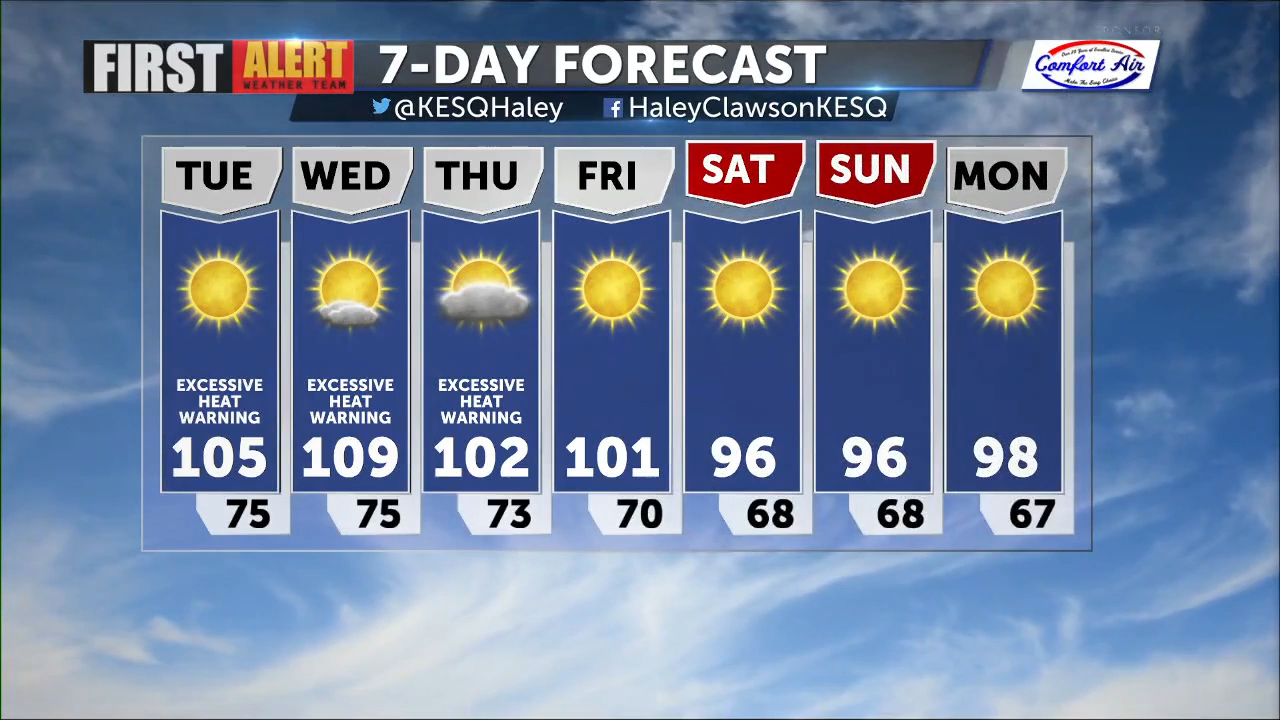 FIRST ALERT
WEATHER TEAM
7-DAY FORECAST
@KESQHaley
HaleyClawsonKESQ
Comfort Air
TUE WED THU FRI SAT SUN MON
EXCESSIVE HEAT WARNING
EXCESSIVE HEAT WARNING
EXCESSIVE HEAT WARNING
105 109 102 101 96 96 98
75 75 73 70 68 68 67